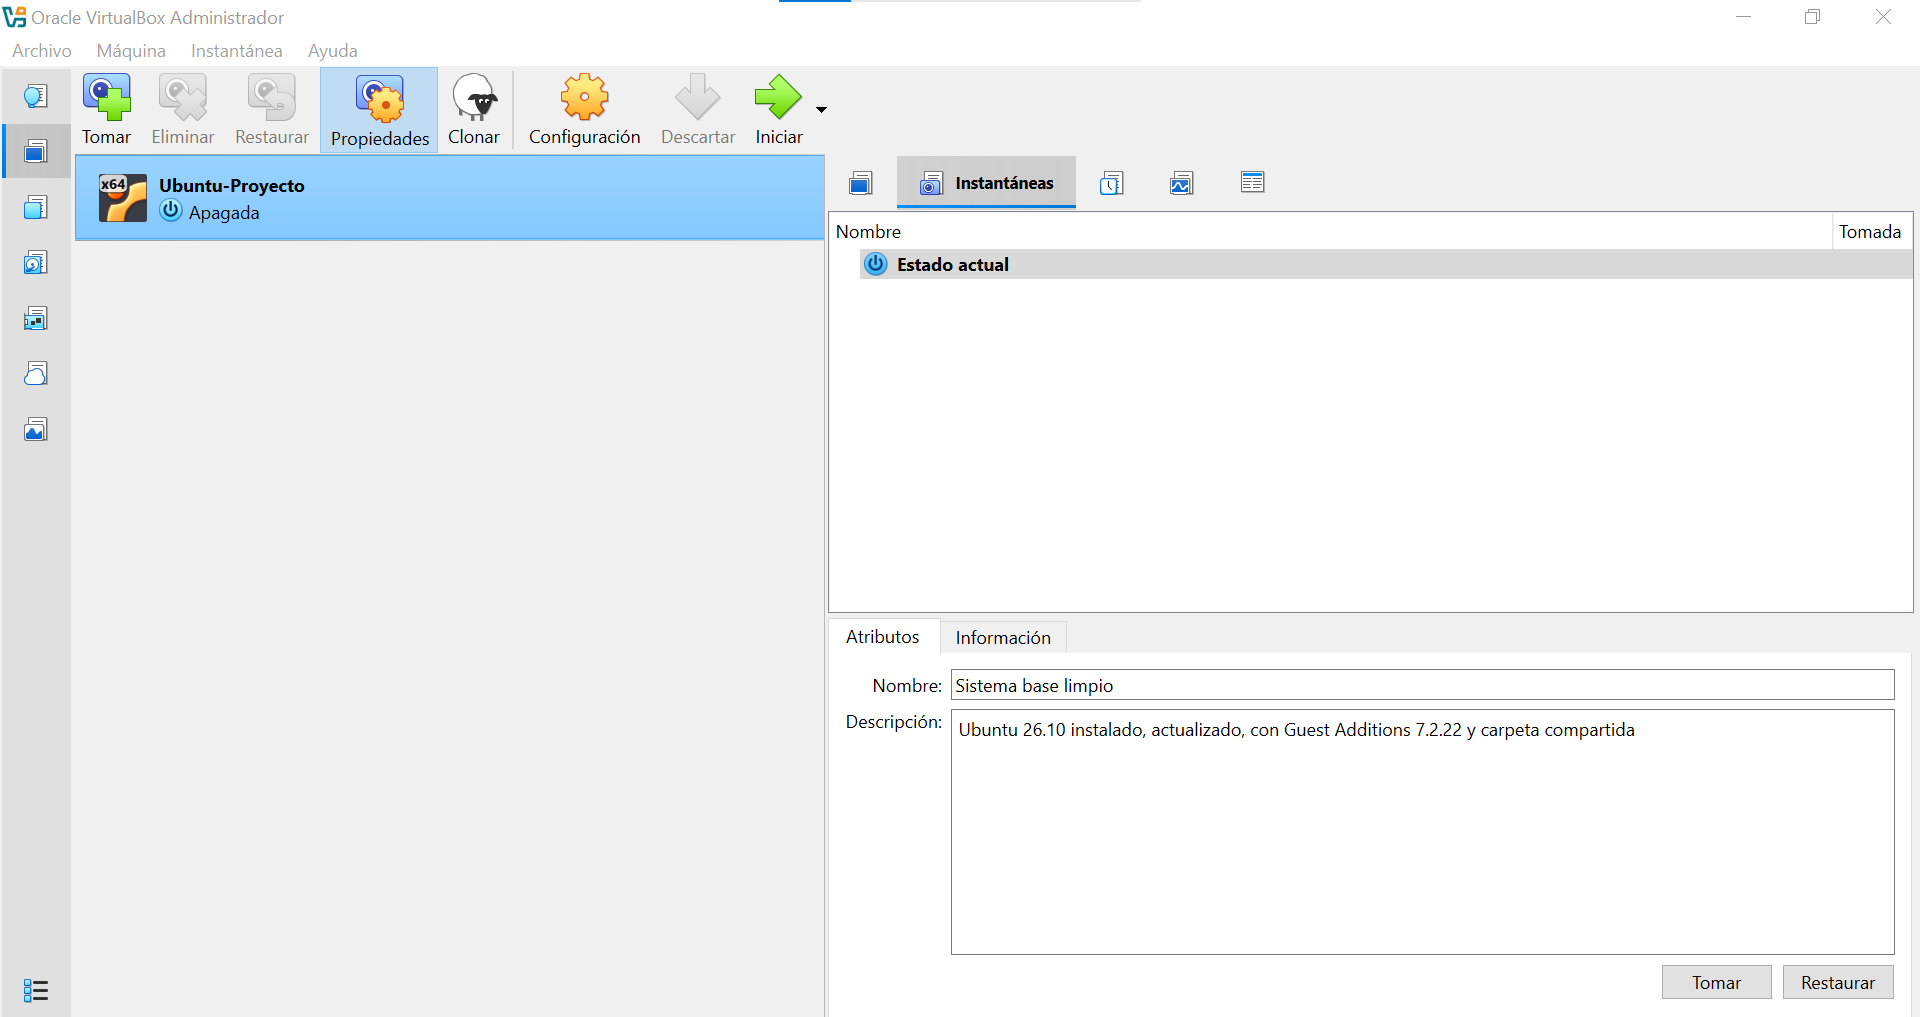 Oracle VirtualBox Administrador
Archivo Máquina Instantánea Ayuda
Tomar Eliminar Restaurar Propiedades Clonar Configuración Descartar Iniciar
x64
Ubuntu-Proyecto
Apagada
Instantáneas
Nombre Tomada
Estado actual
Atributos Información
Nombre: Sistema base limpio
Descripción: Ubuntu 26.10 instalado, actualizado, con Guest Additions 7.2.22 y carpeta compartida
Tomar Restaurar